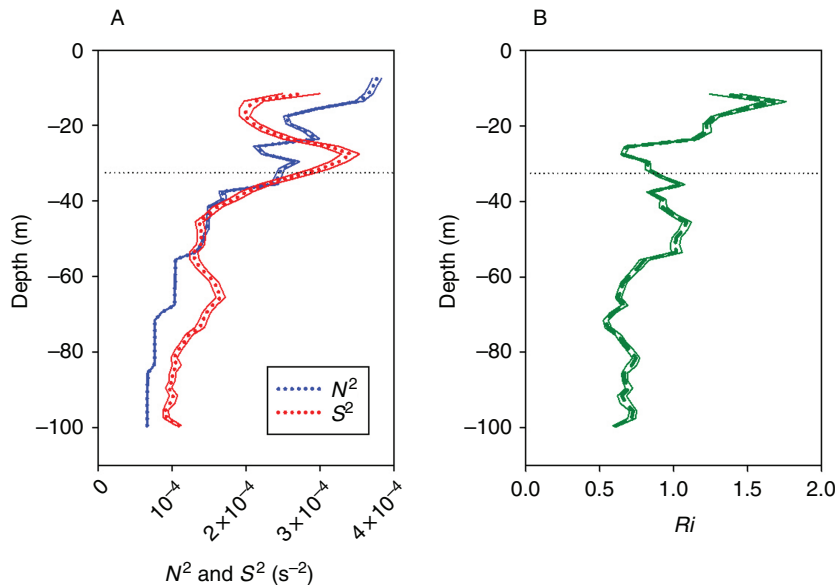 A
0
−20
−40
−60
−80
−100
Depth (m)
N²
S²
0
10⁻⁴
2×10⁻⁴
3×10⁻⁴
4×10⁻⁴
N² and S² (s⁻²)
B
0
−20
−40
−60
−80
−100
Depth (m)
0.0
0.5
1.0
1.5
2.0
Ri